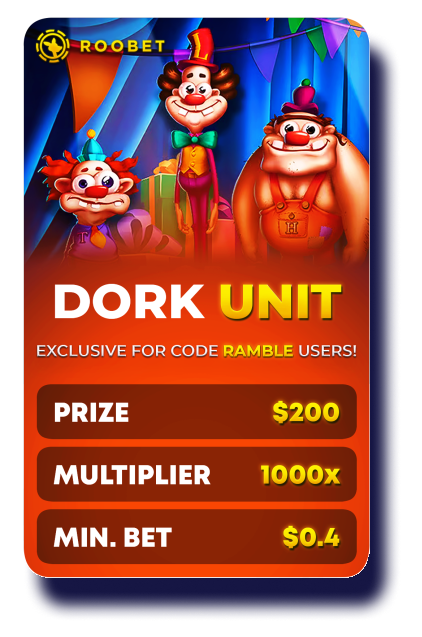 ROOBET
DORK UNIT
EXCLUSIVE FOR CODE RAMBLE USERS!
PRIZE $200
MULTIPLIER 1000x
MIN. BET $0.4